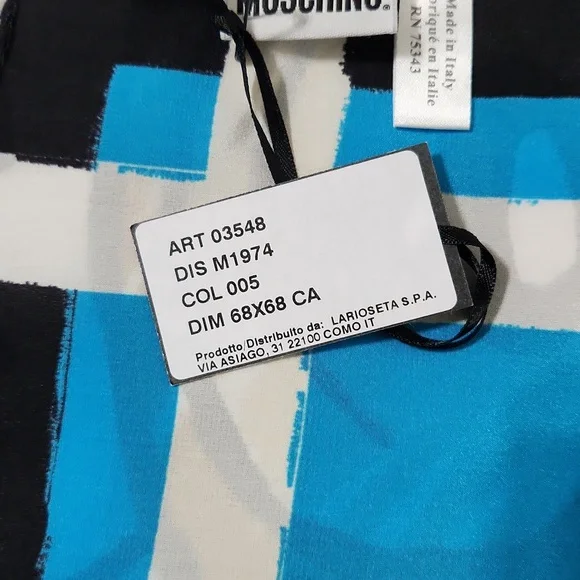 MOSCHINO®
Made in Italy
Fabriqué en Italie
RN 75343
ART 03548
DIS M1974
COL 005
DIM 68X68 CA
Prodotto/Distribuito da: LARIOSETA S.P.A.
VIA ASIAGO, 31 22100 COMO IT